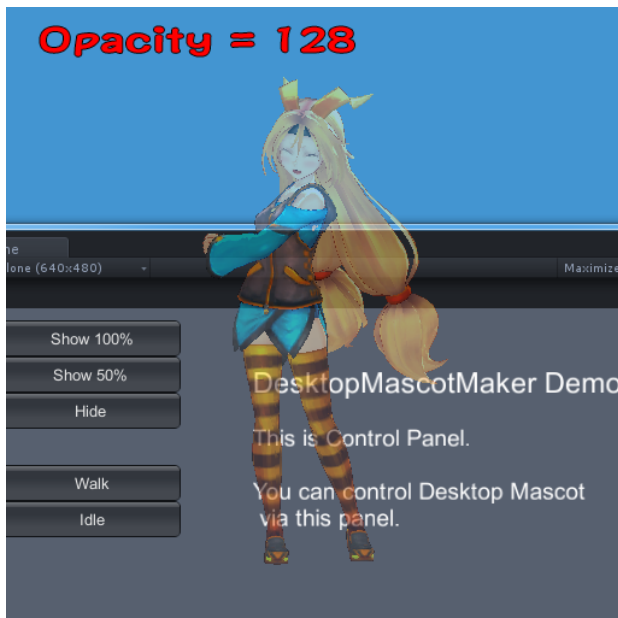 Opacity = 128
ne
lone (640x480)
Maximize
Show 100%
Show 50%
Hide
DesktopMascotMaker Demo
This is Control Panel.
Walk
You can control Desktop Mascot
Idle
via this panel.